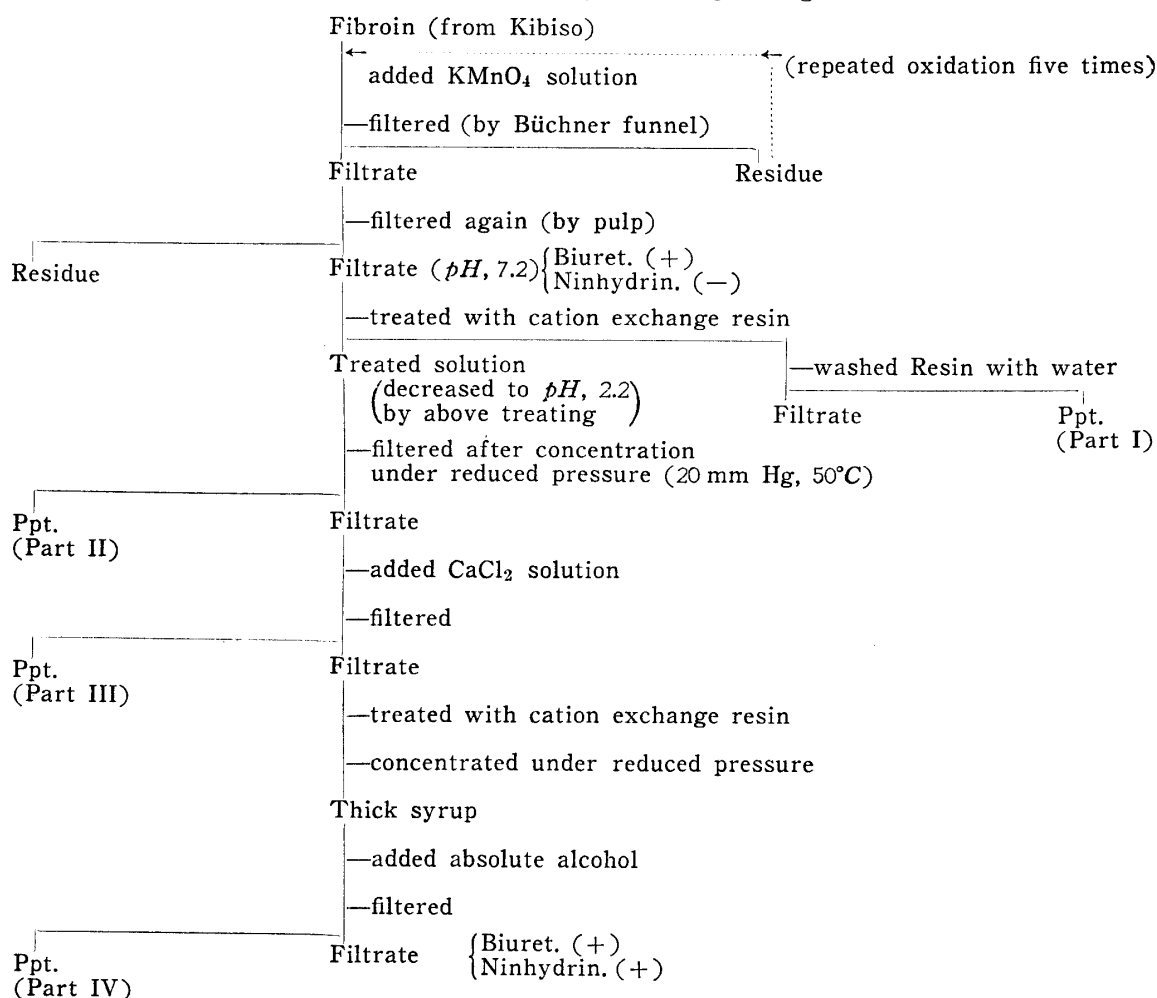 Fibroin (from Kibiso)
(repeated oxidation five times)
added KMnO₄ solution
—filtered (by Büchner funnel)
Filtrate
Residue
—filtered again (by pulp)
Residue
Filtrate (pH, 7.2) {Biuret. (+)
Ninhydrin. (−)
—treated with cation exchange resin
Treated solution
(decreased to pH, 2.2
by above treating)
—washed Resin with water
Filtrate
Ppt.
(Part I)
—filtered after concentration
under reduced pressure (20 mm Hg, 50°C)
Ppt.
(Part II)
Filtrate
—added CaCl₂ solution
—filtered
Ppt.
(Part III)
Filtrate
—treated with cation exchange resin
—concentrated under reduced pressure
Thick syrup
—added absolute alcohol
—filtered
Ppt.
(Part IV)
Filtrate {Biuret. (+)
Ninhydrin. (+)